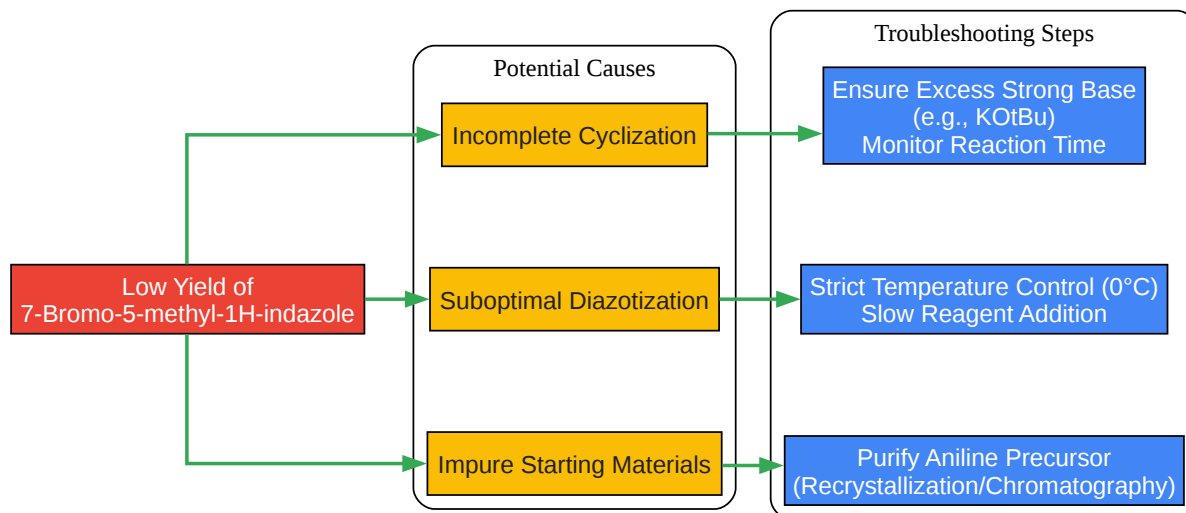 Low Yield of
7-Bromo-5-methyl-1H-indazole
Potential Causes
Incomplete Cyclization
Suboptimal Diazotization
Impure Starting Materials
Troubleshooting Steps
Ensure Excess Strong Base
(e.g., KOtBu)
Monitor Reaction Time
Strict Temperature Control (0°C)
Slow Reagent Addition
Purify Aniline Precursor
(Recrystallization/Chromatography)